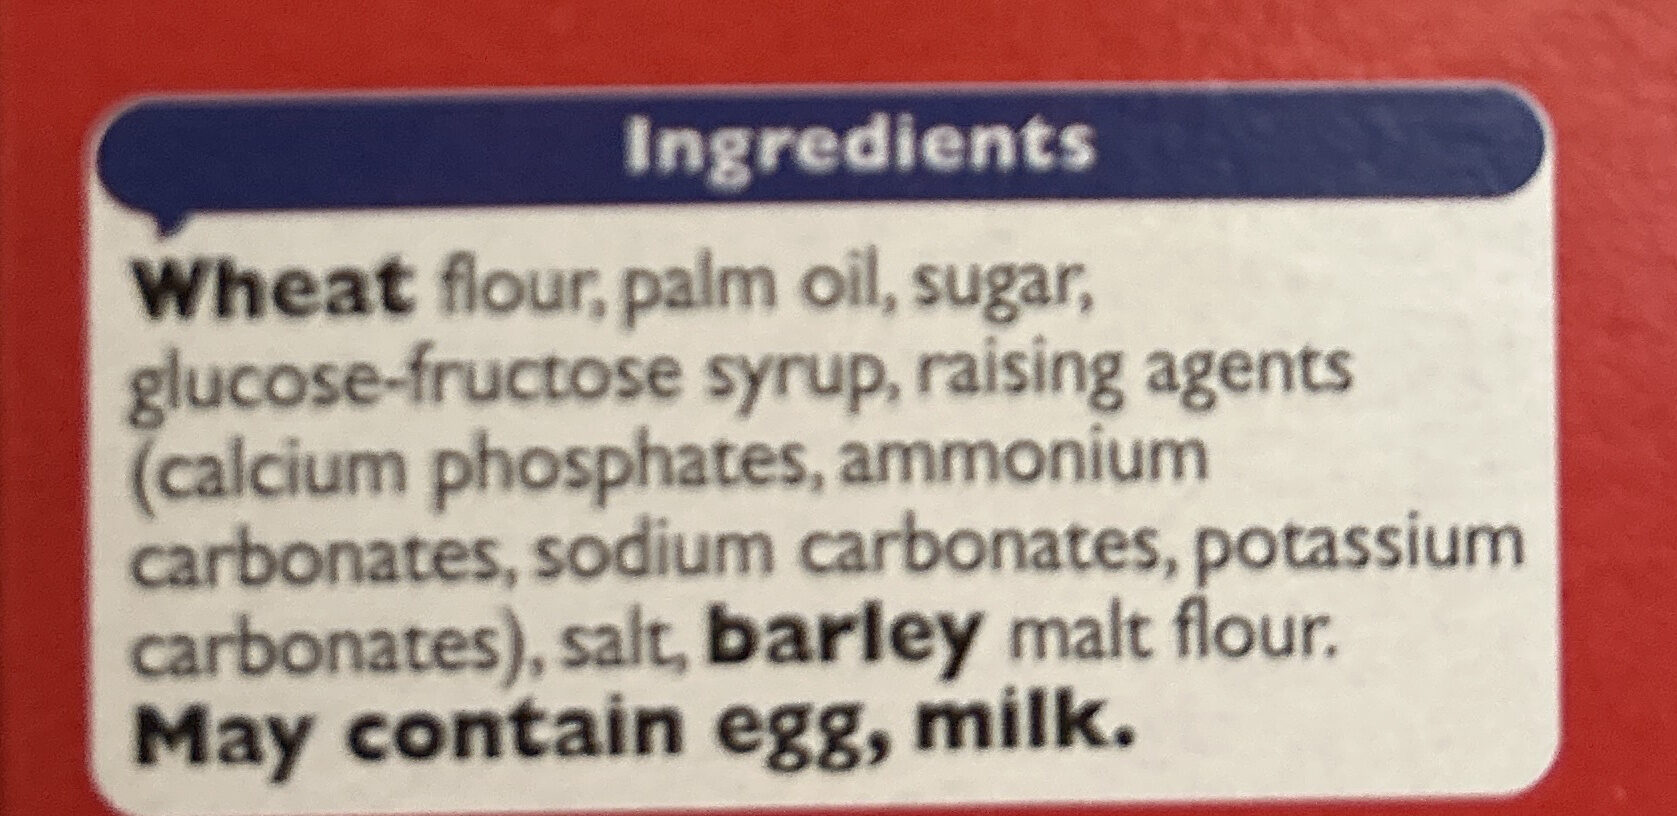 Ingredients
Wheat flour, palm oil, sugar,
glucose-fructose syrup, raising agents
(calcium phosphates, ammonium
carbonates, sodium carbonates, potassium
carbonates), salt, barley malt flour.
May contain egg, milk.